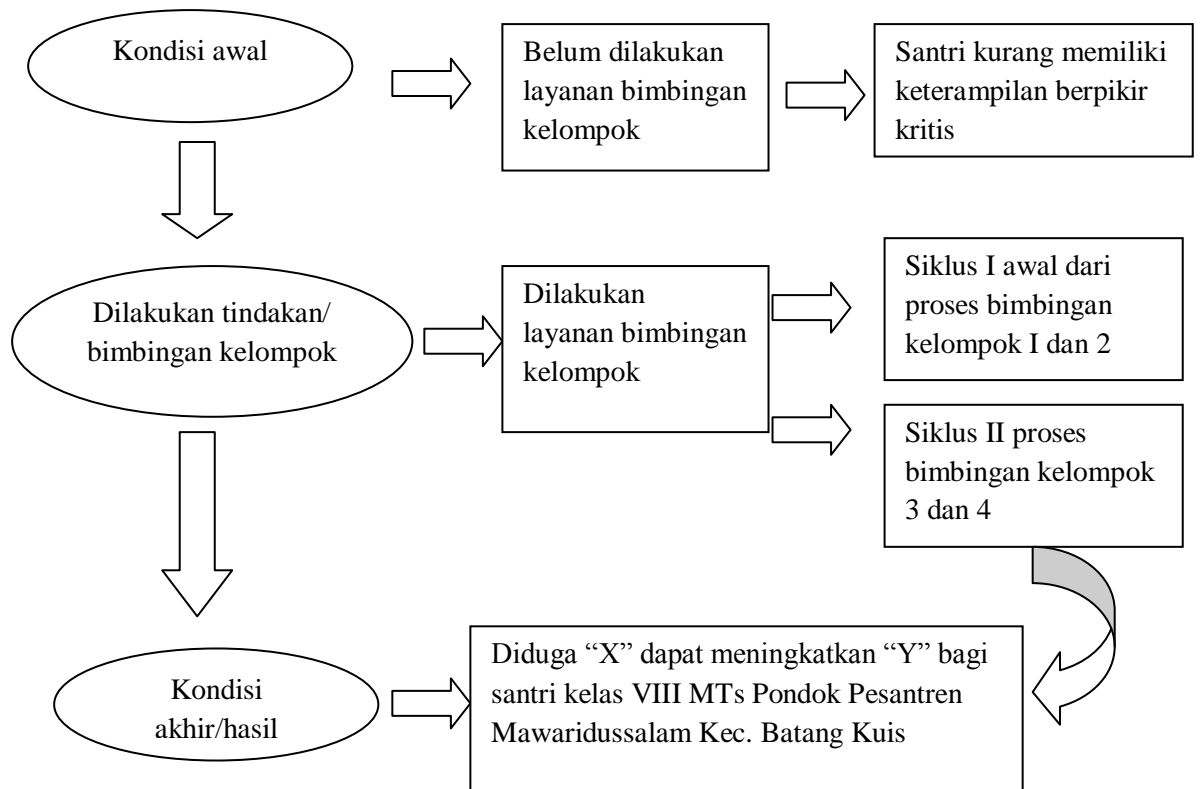 Kondisi awal
Belum dilakukan
layanan bimbingan
kelompok
Santri kurang memiliki
keterampilan berpikir
kritis
Dilakukan tindakan/
bimbingan kelompok
Dilakukan
layanan bimbingan
kelompok
Siklus I awal dari
proses bimbingan
kelompok I dan 2
Siklus II proses
bimbingan kelompok
3 dan 4
Kondisi
akhir/hasil
Diduga “X” dapat meningkatkan “Y” bagi
santri kelas VIII MTs Pondok Pesantren
Mawaridussalam Kec. Batang Kuis